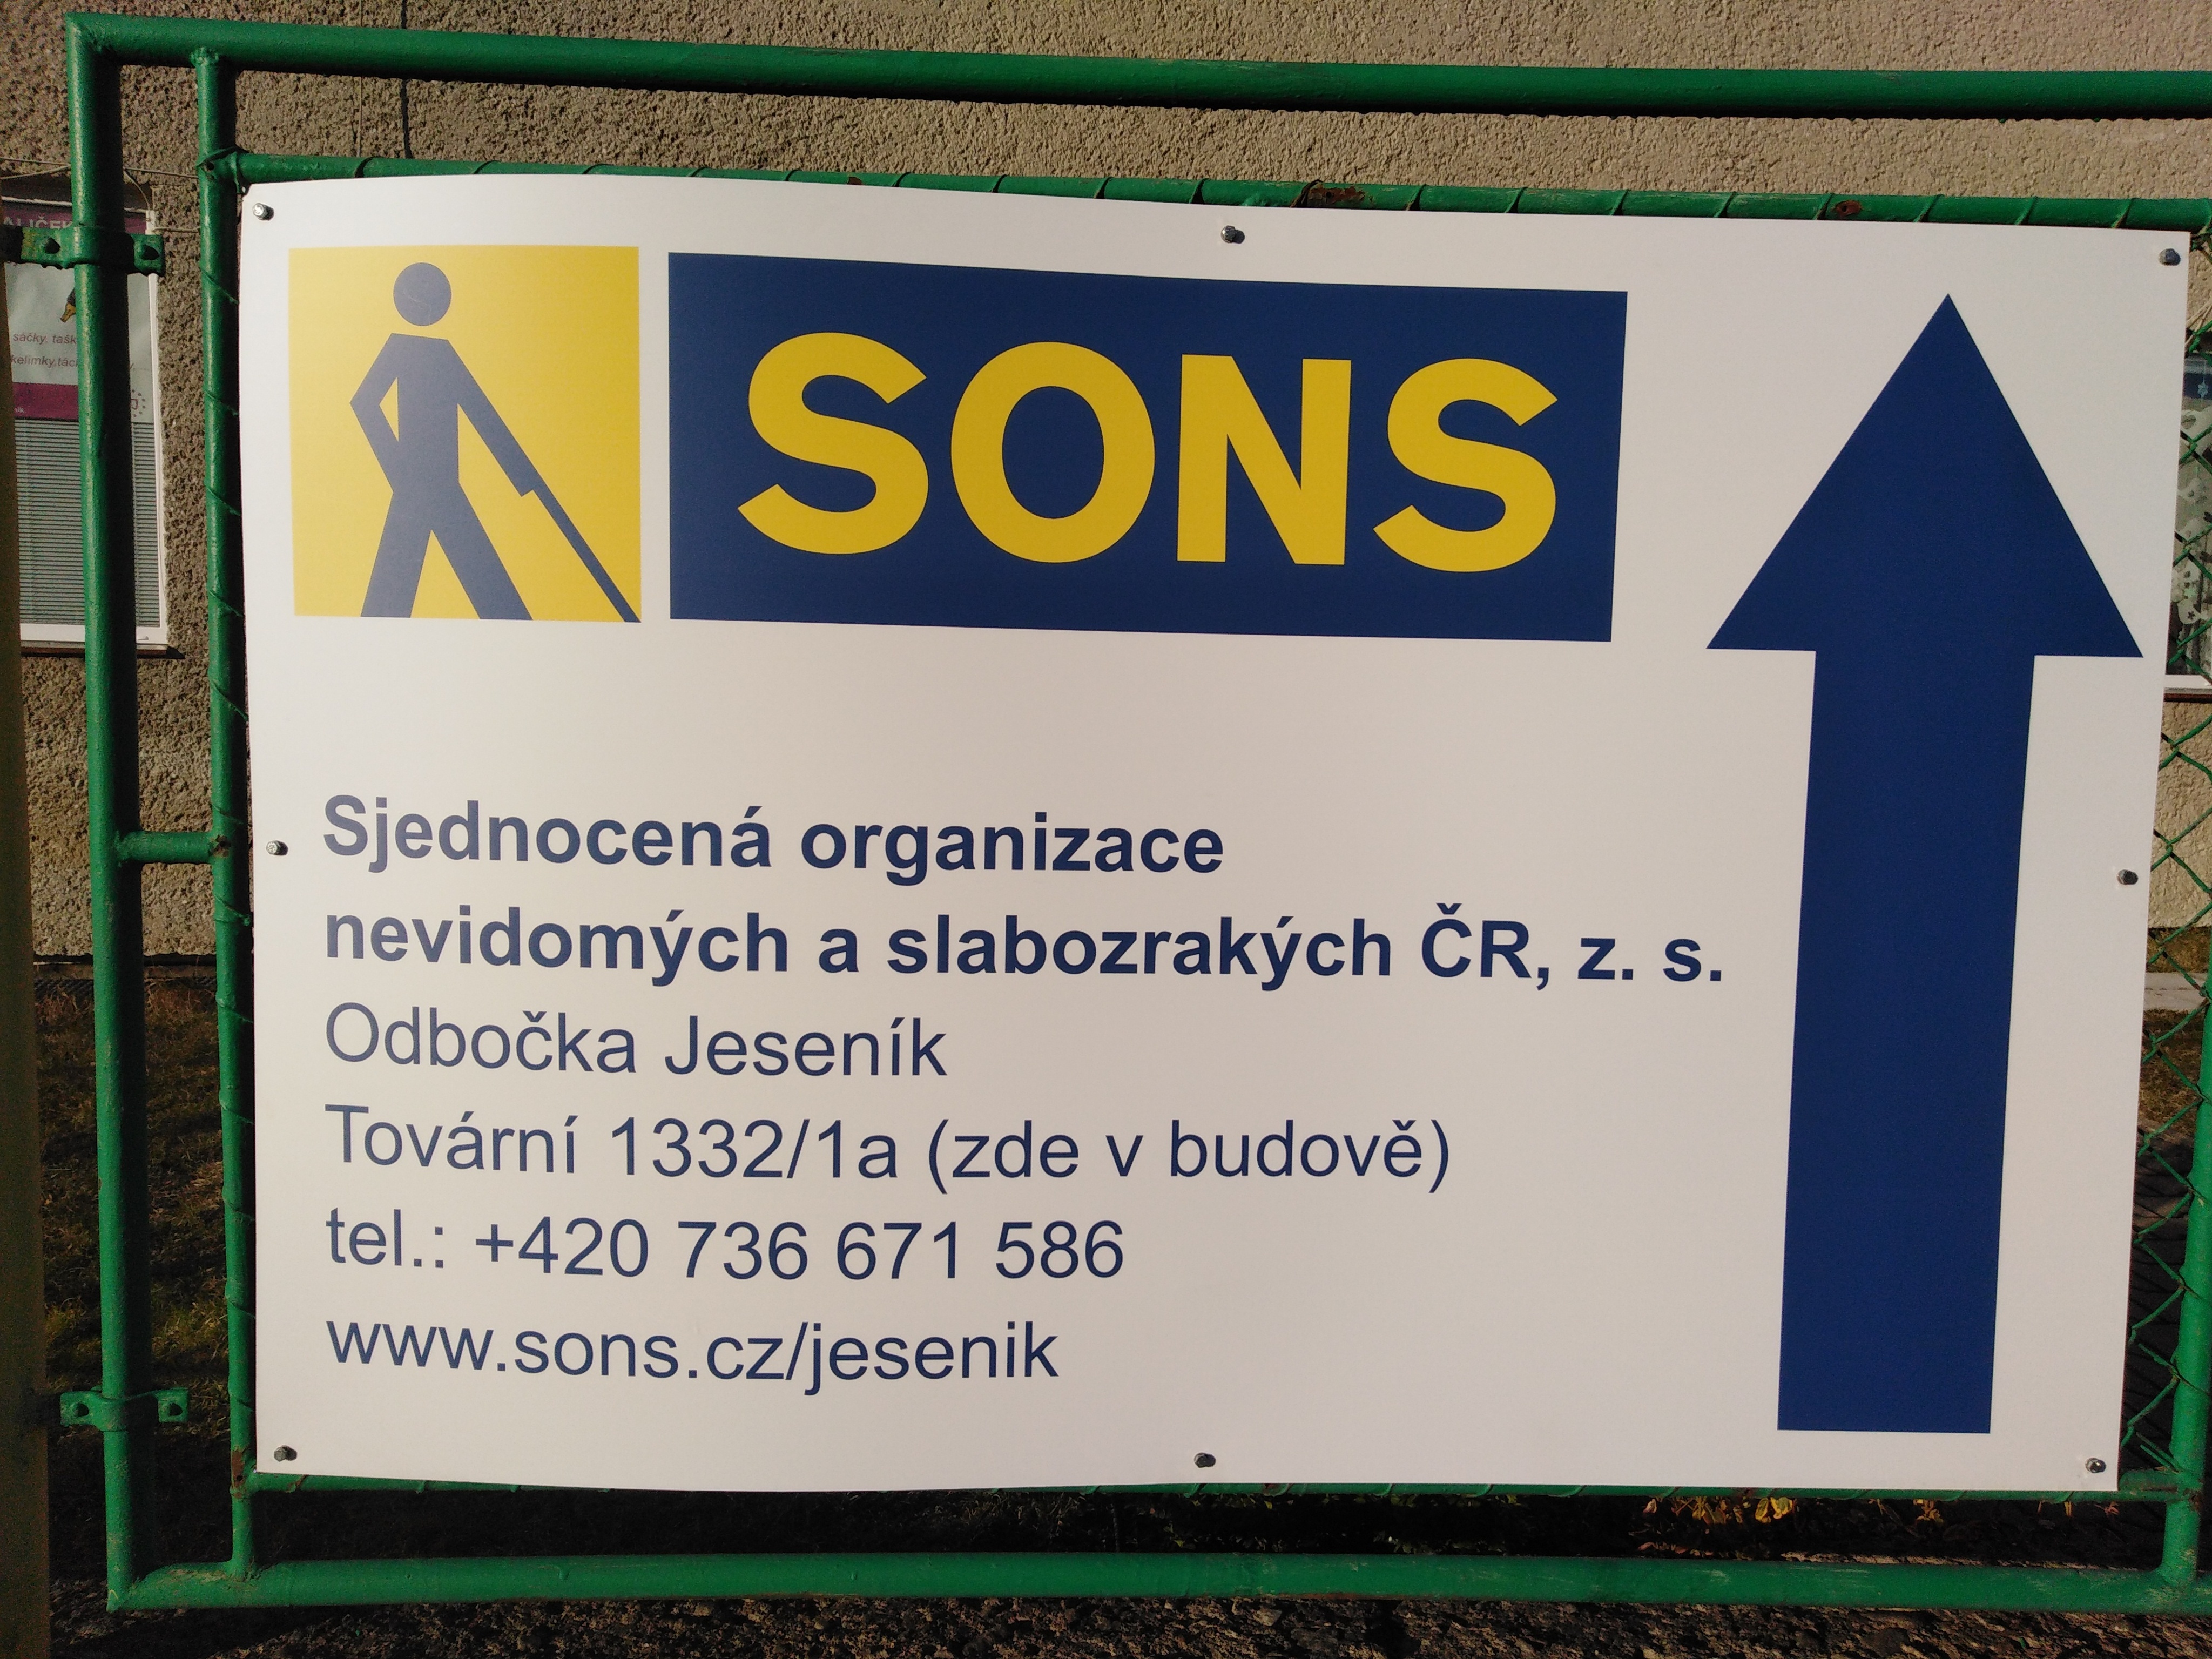 SONS
Sjednocená organizace
nevidomých a slabozrakých ČR, z. s.
Odbočka Jeseník
Tovární 1332/1a (zde v budově)
tel.: +420 736 671 586
www.sons.cz/jesenik
sáčky,